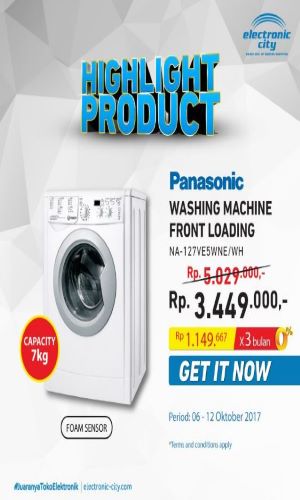 electronic
city
HIGHLIGHT
PRODUCT
Panasonic
WASHING MACHINE
FRONT LOADING
NA-127VE5WNE/WH
Rp. 5.029.000,-
Rp. 3.449.000,-
Rp 1.149.667 x3 bulan 0%
GET IT NOW
CAPACITY
7kg
FOAM SENSOR
Period: 06 - 12 Oktober 2017
*Terms and conditions apply
#JuaranyaTokoElektronik | electronic-city.com